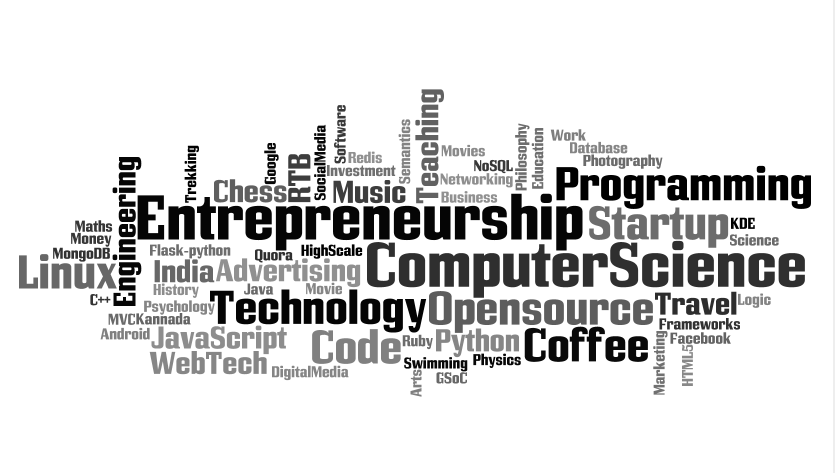 Teaching
Software
Semantics
Work
Database
Philosophy
Education
SocialMedia
Google
Trekking
RTB
Redis
Movies
Photography
NoSQL
Investment
Engineering
Chess
Music
Networking
Business
Programming
Entrepreneurship
Startup
KDE
Maths
Money
Science
MongoDB
Flask-python
Quora
HighScale
ComputerScience
Linux
India
Advertising
History
Java
Movie
C++
Psychology
Technology
Opensource
Travel
Logic
MVC
Kannada
Frameworks
Android
JavaScript
Code
Ruby
Python
Coffee
Facebook
WebTech
DigitalMedia
Swimming
Physics
Marketing
HTML5
Arts
GSoC